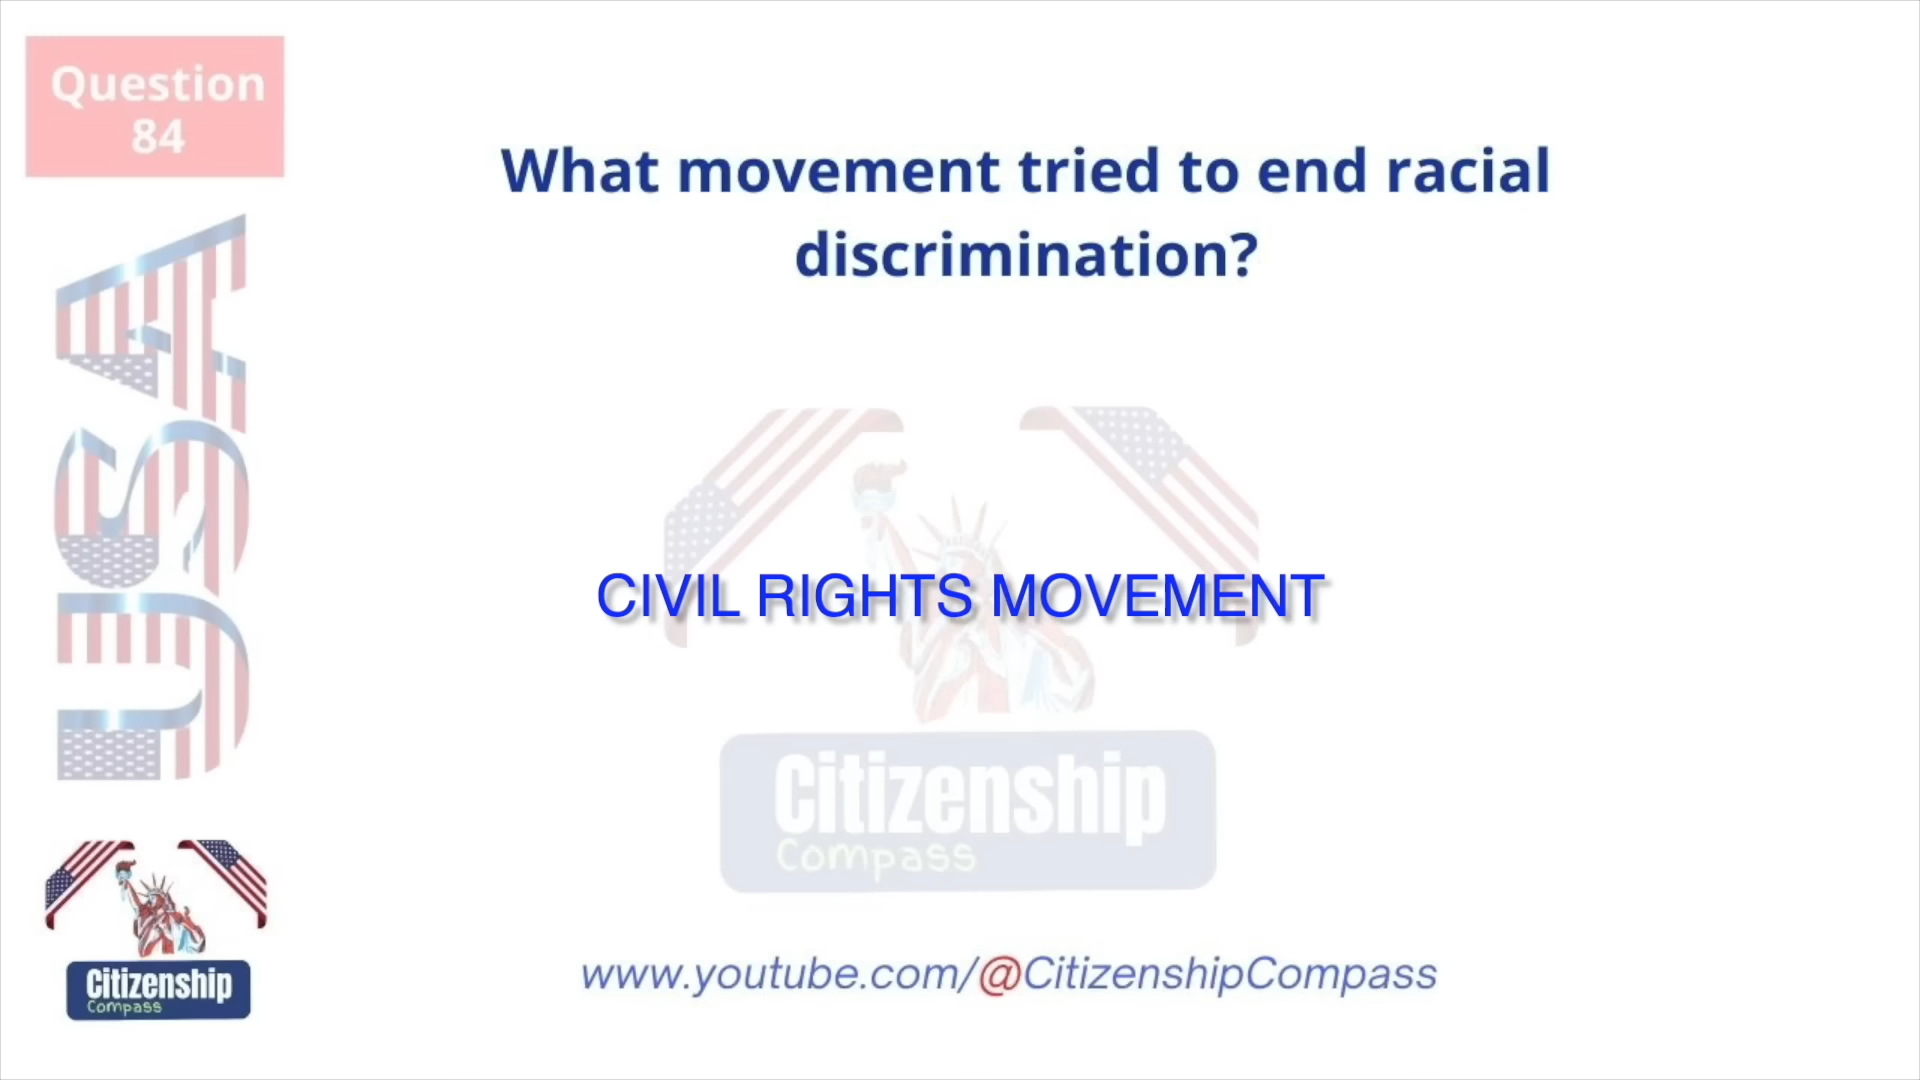 Question
84
What movement tried to end racial
discrimination?
USA
CIVIL RIGHTS MOVEMENT
Citizenship
Compass
Citizenship
Compass
www.youtube.com/@CitizenshipCompass